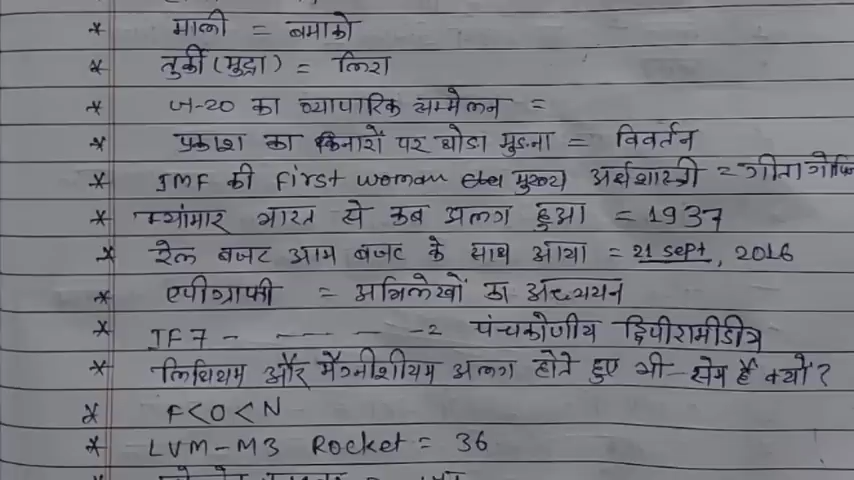 * माली = बमाको
* तुर्की (मुद्रा) = लिरा
* जी-20 का व्यापारिक सम्मेलन =
* प्रकाश का किनारों पर थोडा मुडना = विवर्तन
* IMF की First woman मुख्य अर्थशास्त्री = गीता
* म्यांमार भारत से कब अलग हुआ = 1937
* रेल बजट आम बजट के साथ आया = 21 sept, 2016
* एपीग्राफी = अभिलेखों का अध्ययन
* IF7 - - - - - = पंचकोणीय द्विपीरामीडीय
* लिथियम और मैग्नीशीयम अलग होते हुए भी सेम हैं क्यों?
* F<O<N
* LVM-M3 Rocket = 36